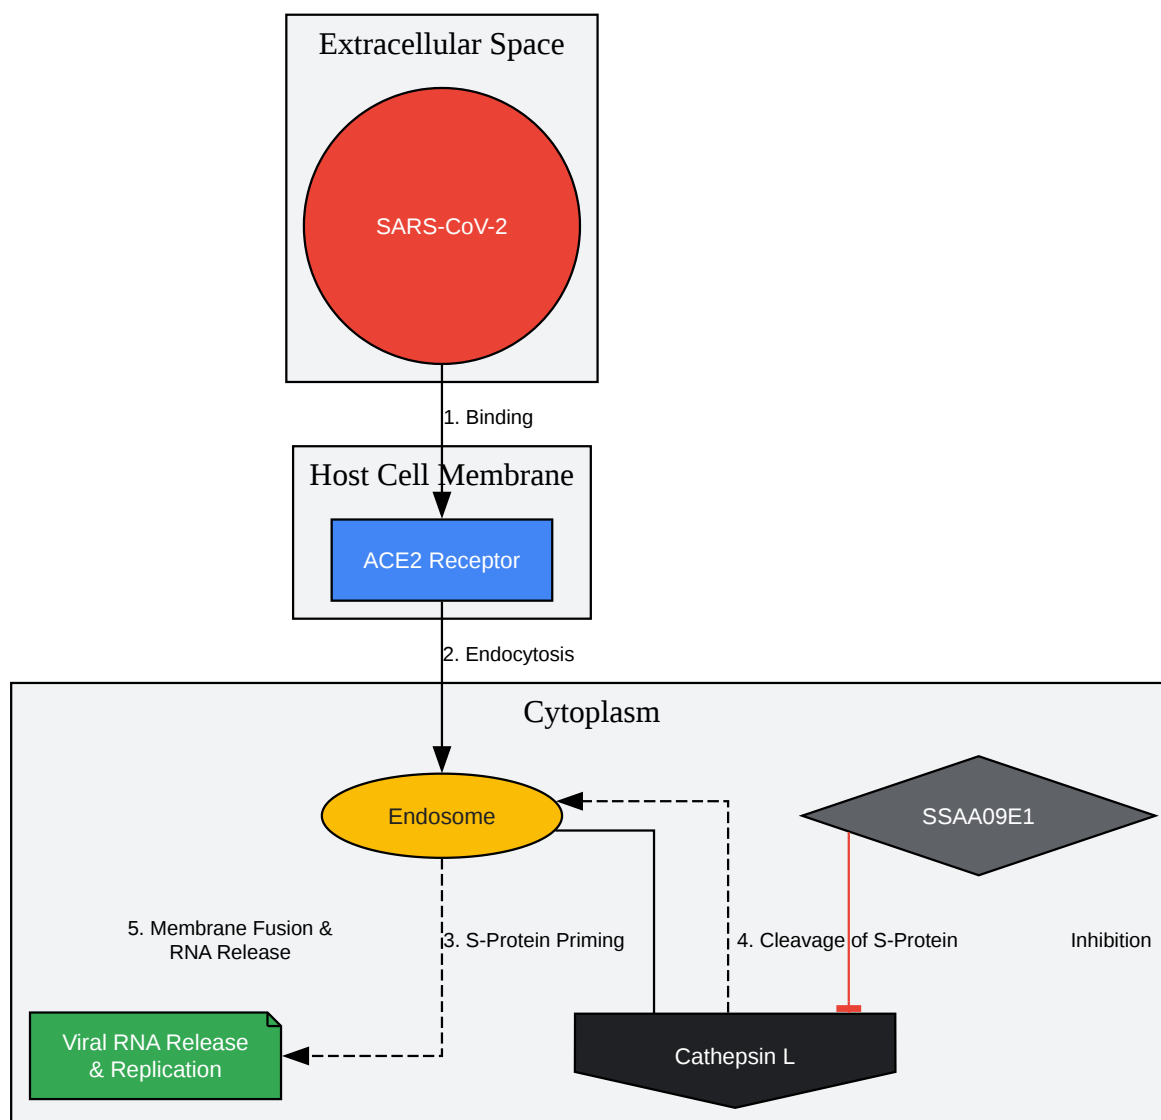 Extracellular Space
SARS-CoV-2
1. Binding
Host Cell Membrane
ACE2 Receptor
2. Endocytosis
Cytoplasm
Endosome
SSAA09E1
5. Membrane Fusion &
RNA Release
3. S-Protein Priming
4. Cleavage of S-Protein
Inhibition
Viral RNA Release
& Replication
Cathepsin L